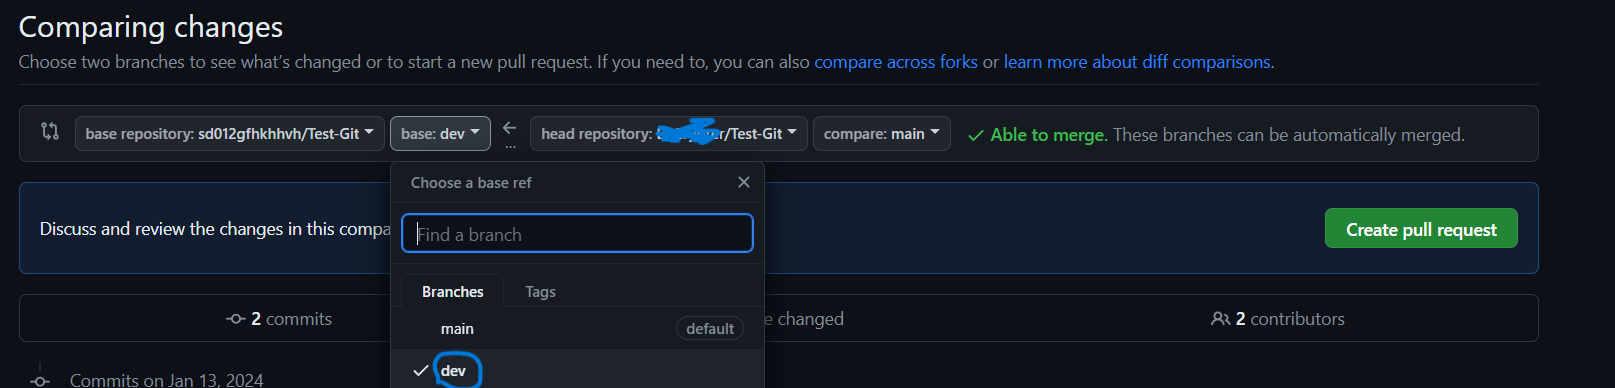 Comparing changes
Choose two branches to see what's changed or to start a new pull request. If you need to, you can also compare across forks or learn more about diff comparisons.
base repository: sd012gfhkhhvh/Test-Git base: dev ... head repository: /Test-Git compare: main Able to merge. These branches can be automatically merged.
Choose a base ref
Discuss and review the changes in this compa
Find a branch
Create pull request
Branches Tags
2 commits
main default
e changed
2 contributors
dev
Commits on Jan 13, 2024